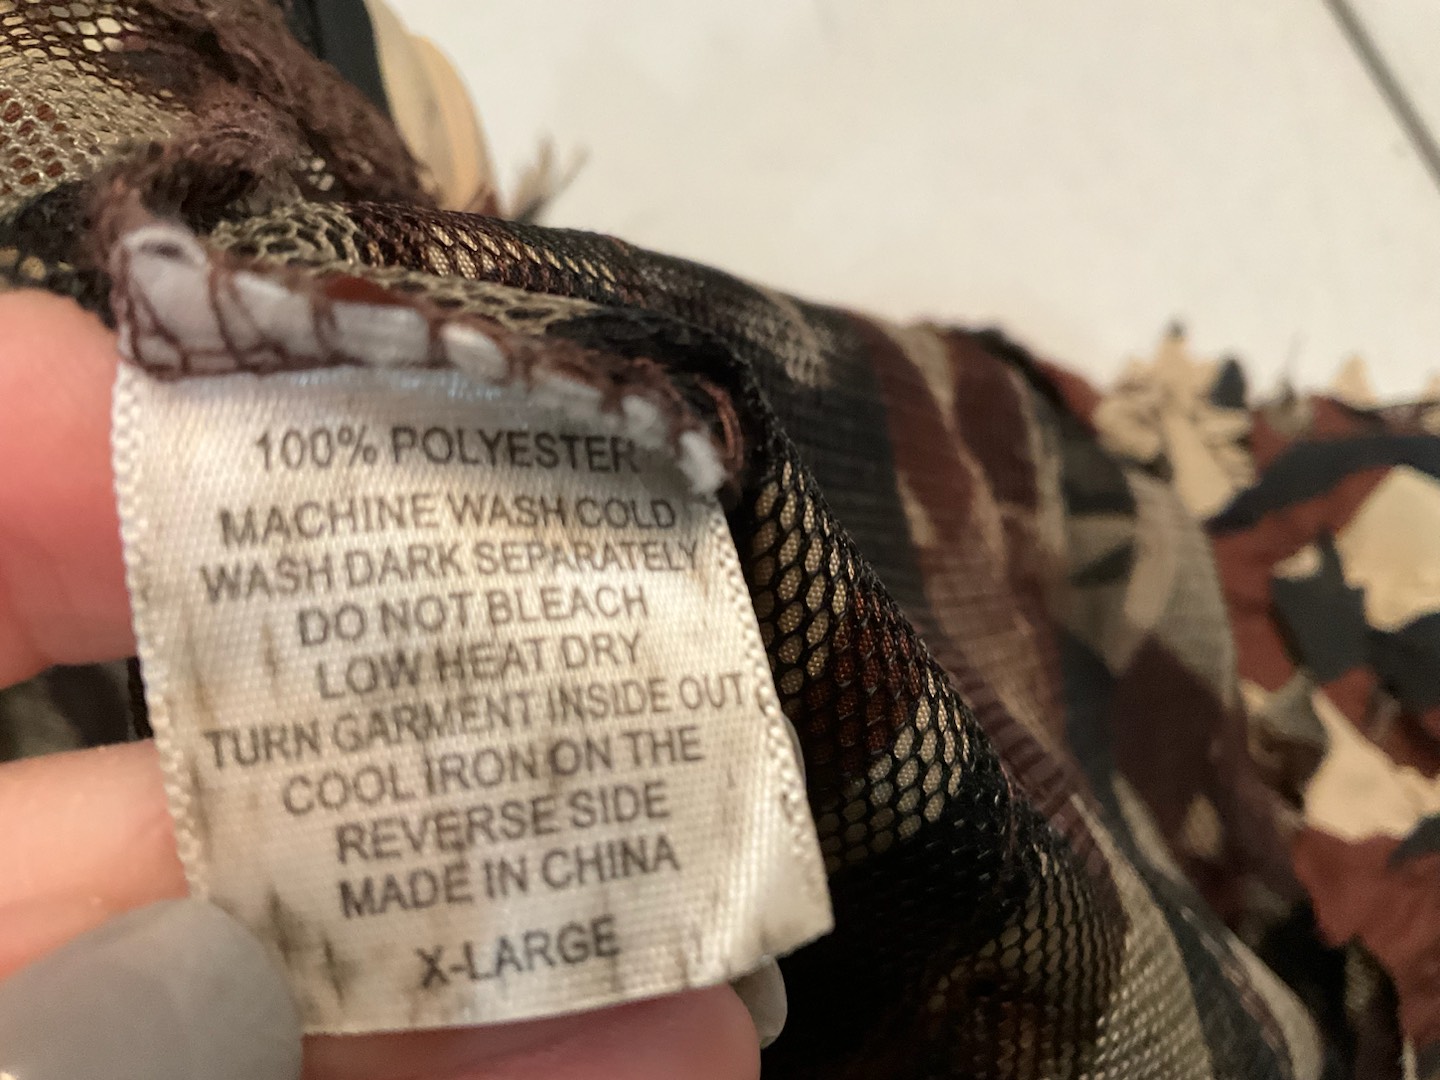 100% POLYESTER
MACHINE WASH COLD
WASH DARK SEPARATELY
DO NOT BLEACH
LOW HEAT DRY
TURN GARMENT INSIDE OUT
COOL IRON ON THE
REVERSE SIDE
MADE IN CHINA
X-LARGE